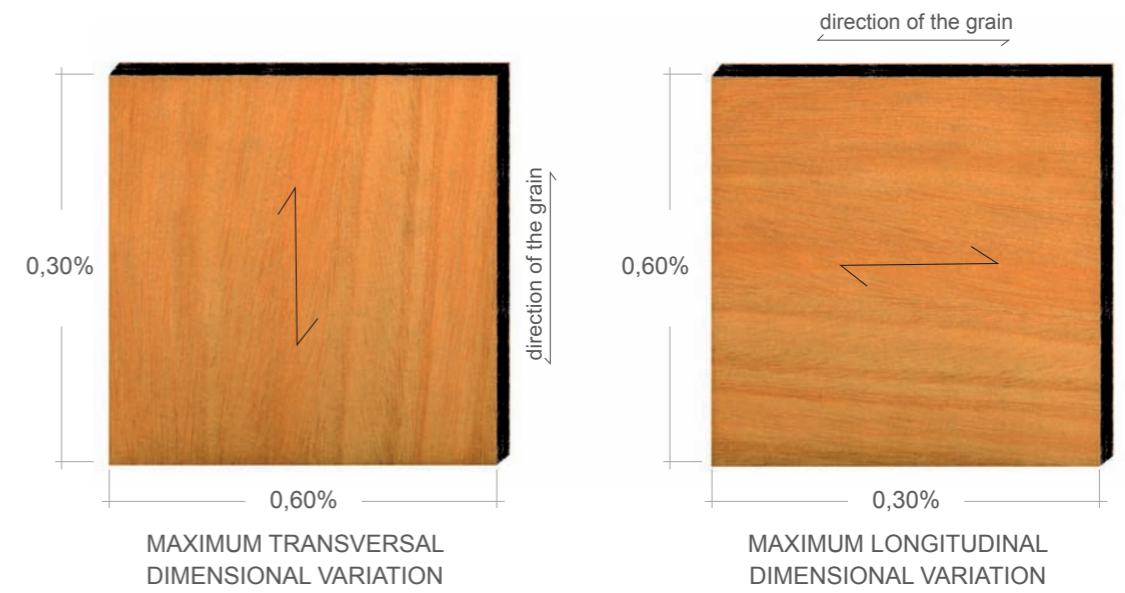 direction of the grain
0,30%
direction of the grain
0,60%
MAXIMUM TRANSVERSAL
DIMENSIONAL VARIATION
0,60%
0,30%
MAXIMUM LONGITUDINAL
DIMENSIONAL VARIATION